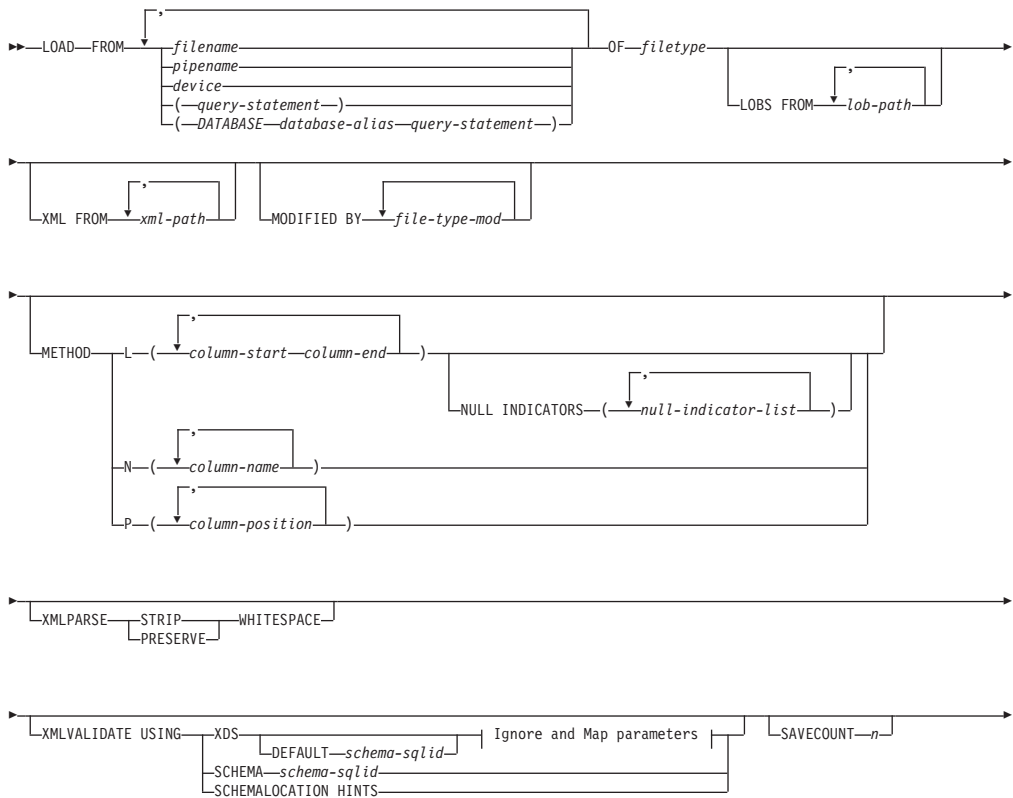 ,
LOAD FROM filename OF filetype
pipename ,
device LOBS FROM lob-path
( query-statement )
( DATABASE database-alias query-statement )
, 
XML FROM xml-path MODIFIED BY file-type-mod
,
METHOD L ( column-start column-end )
,
NULL INDICATORS ( null-indicator-list )
,
N ( column-name )
,
P ( column-position )
XMLPARSE STRIP WHITESPACE
PRESERVE
XMLVALIDATE USING XDS Ignore and Map parameters SAVECOUNT n
DEFAULT schema-sqlid
SCHEMA schema-sqlid
SCHEMALOCATION HINTS